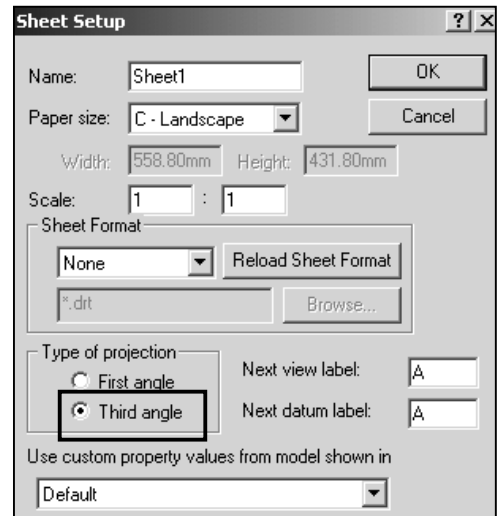 Sheet Setup
Name: Sheet1 OK
Paper size: C - Landscape Cancel
Width: 558.80mm Height: 431.80mm
Scale: 1 : 1
Sheet Format
None Reload Sheet Format
*.drt Browse...
Type of projection
First angle
Third angle
Next view label: A
Next datum label: A
Use custom property values from model shown in
Default